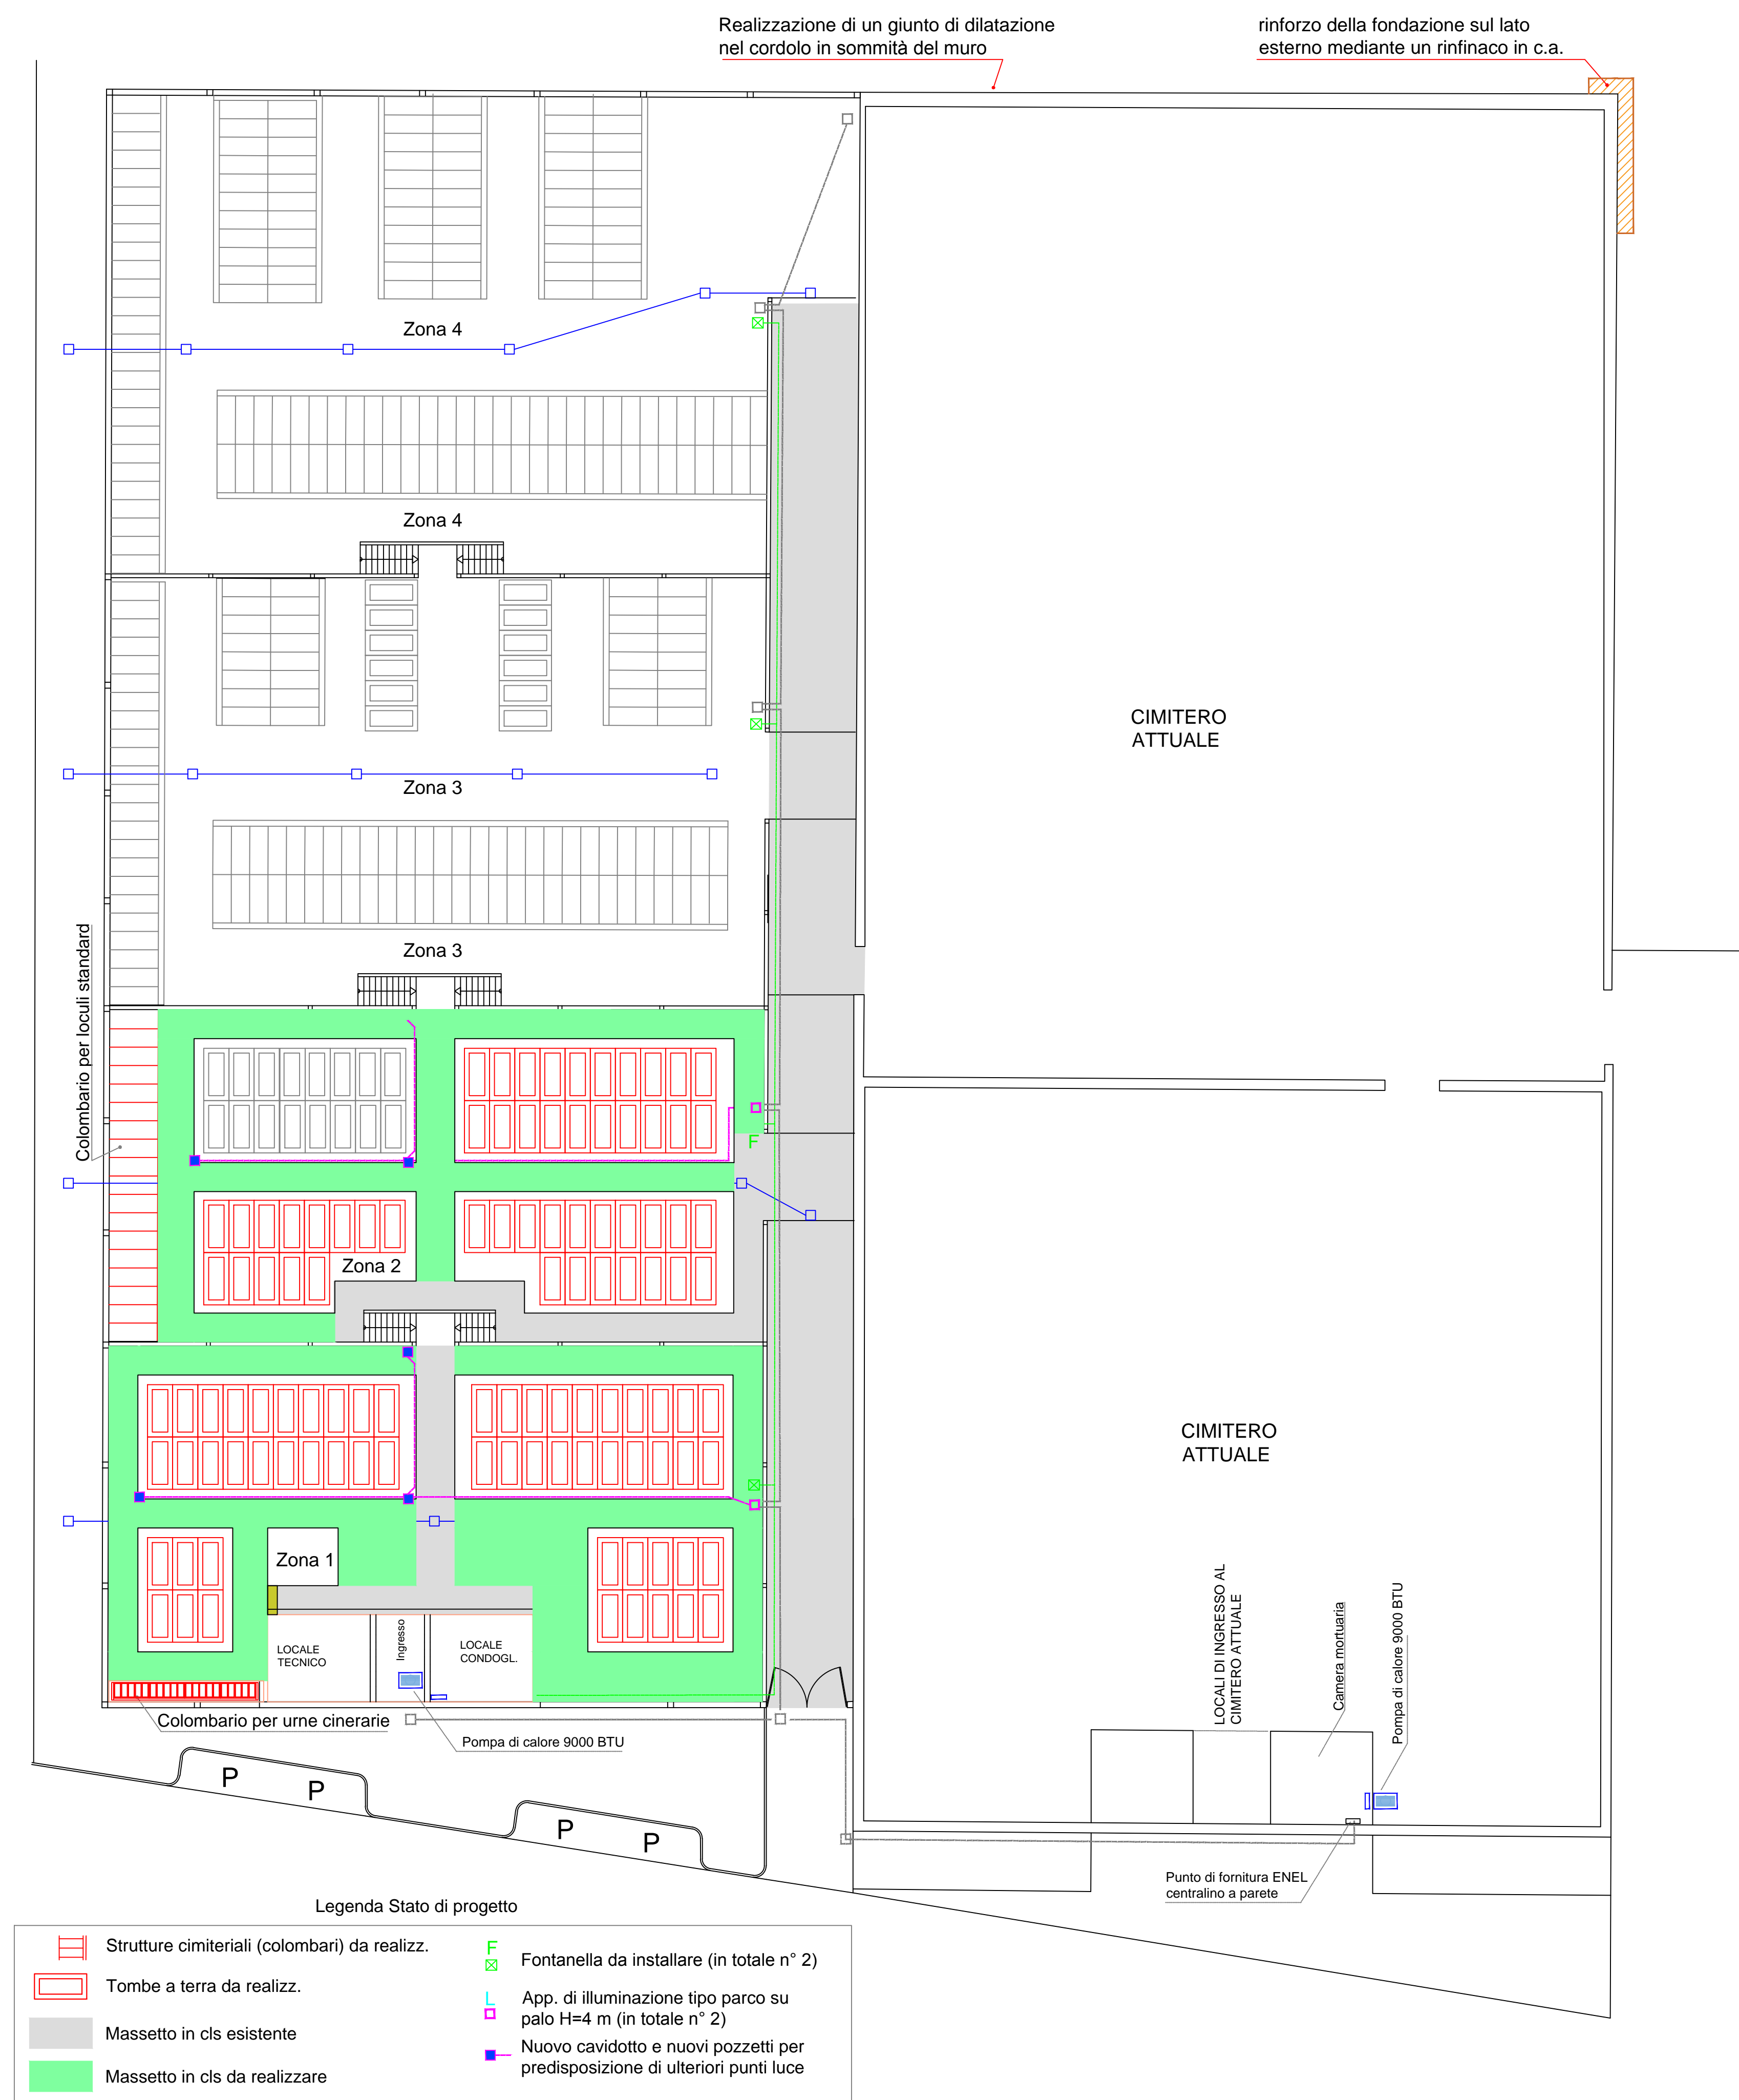 Realizzazione di un giunto di dilatazione
nel cordolo in sommità del muro
rinforzo della fondazione sul lato
esterno mediante un rinfinaco in c.a.
Zona 4
Zona 4
CIMITERO
ATTUALE
Zona 3
Zona 3
Colombario per loculi standard
F
Zona 2
CIMITERO
ATTUALE
Zona 1
LOCALE
TECNICO
Ingresso
LOCALE
CONDOGL.
LOCALI DI INGRESSO AL
CIMITERO ATTUALE
Camera mortuaria
Pompa di calore 9000 BTU
Colombario per urne cinerarie
Pompa di calore 9000 BTU
P
P
P
P
Punto di fornitura ENEL
centralino a parete
Legenda Stato di progetto
Strutture cimiteriali (colombari) da realizz.
Tombe a terra da realizz.
Massetto in cls esistente
Massetto in cls da realizzare
F
Fontanella da installare (in totale n° 2)
L
App. di illuminazione tipo parco su
palo H=4 m (in totale n° 2)
Nuovo cavidotto e nuovi pozzetti per
predisposizione di ulteriori punti luce